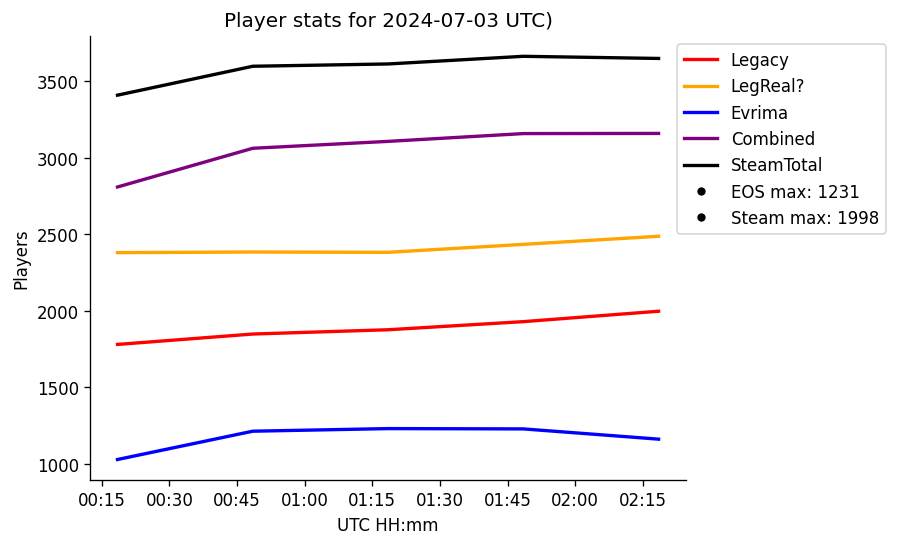 Player stats for 2024-07-03 UTC)
Players
3500
3000
2500
2000
1500
1000
00:15 00:30 00:45 01:00 01:15 01:30 01:45 02:00 02:15
UTC HH:mm
Legacy
LegReal?
Evrima
Combined
SteamTotal
EOS max: 1231
Steam max: 1998